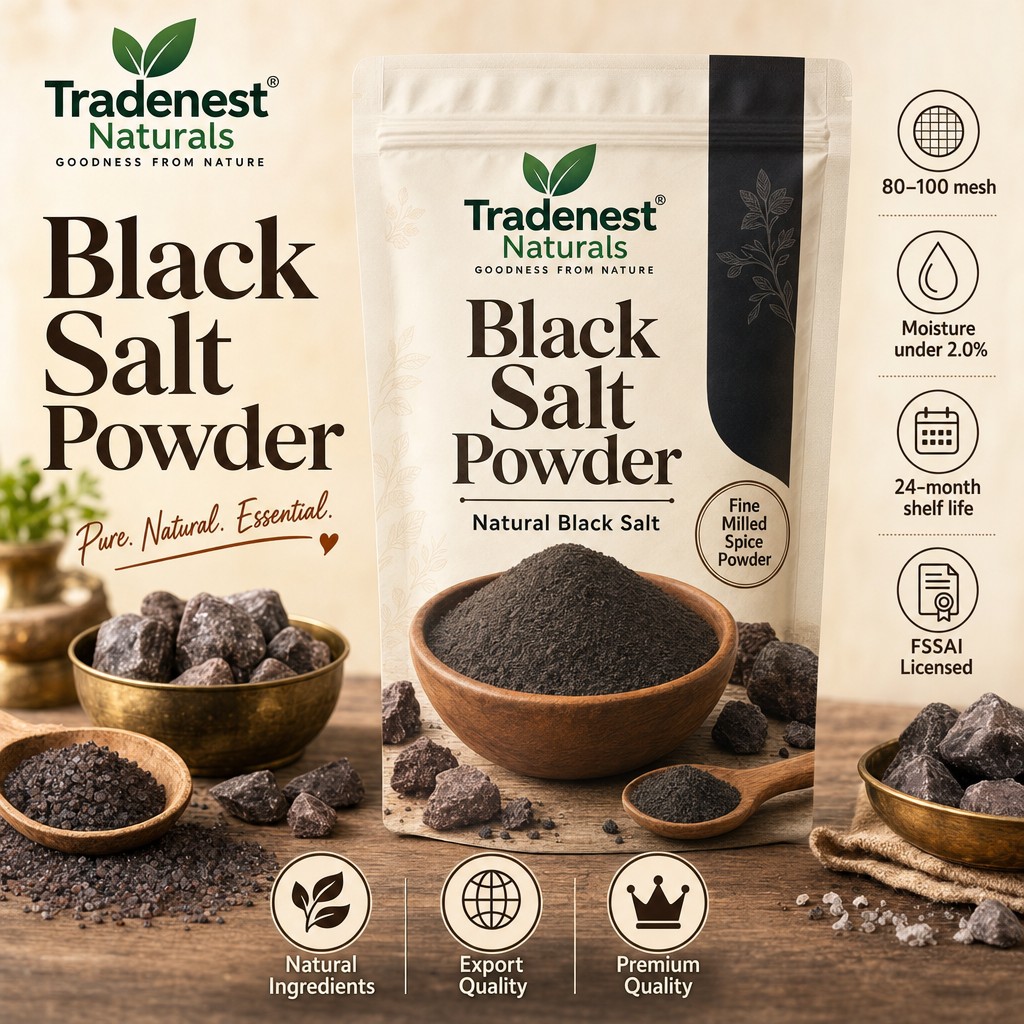 Tradenest®
Naturals
GOODNESS FROM NATURE
Black
Salt
Powder
Pure. Natural. Essential.
Tradenest®
Naturals
GOODNESS FROM NATURE
Black
Salt
Powder
Natural Black Salt
Fine
Milled
Spice
Powder
80–100 mesh
Moisture
under 2.0%
24-month
shelf life
FSSAI
Licensed
Natural
Ingredients
Export
Quality
Premium
Quality